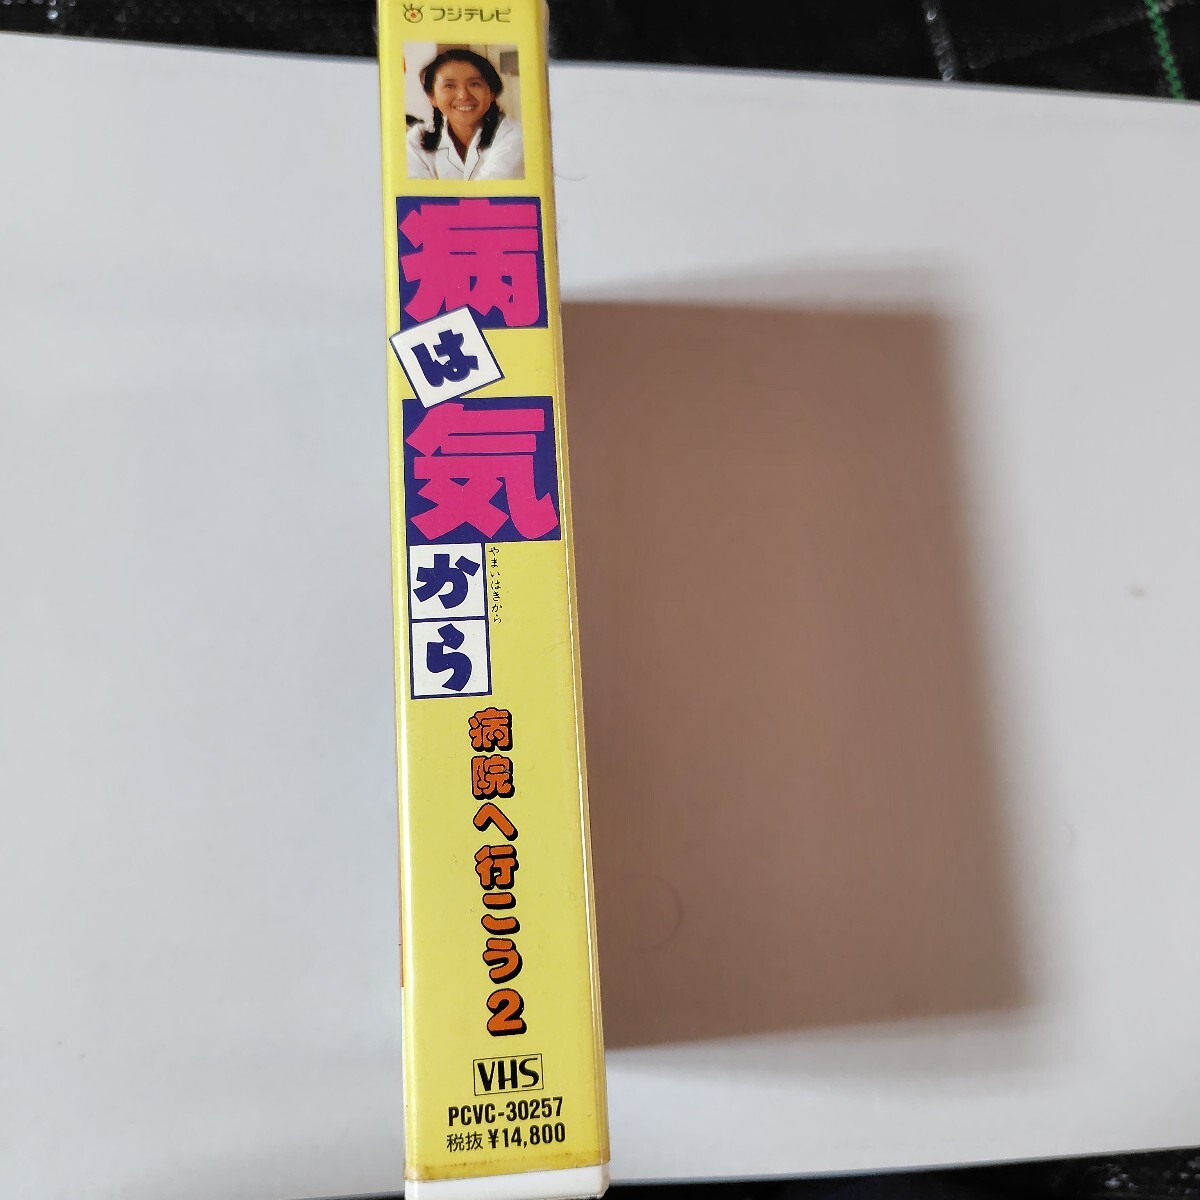 フジテレビ
病は気から
やまいはきから
病院へ行こう2
VHS
PCVC-30257
税抜¥14,800